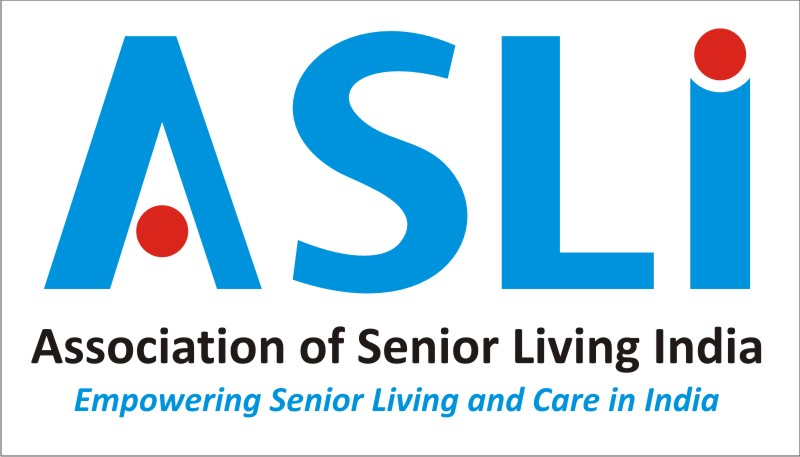 ASLi
Association of Senior Living India
Empowering Senior Living and Care in India